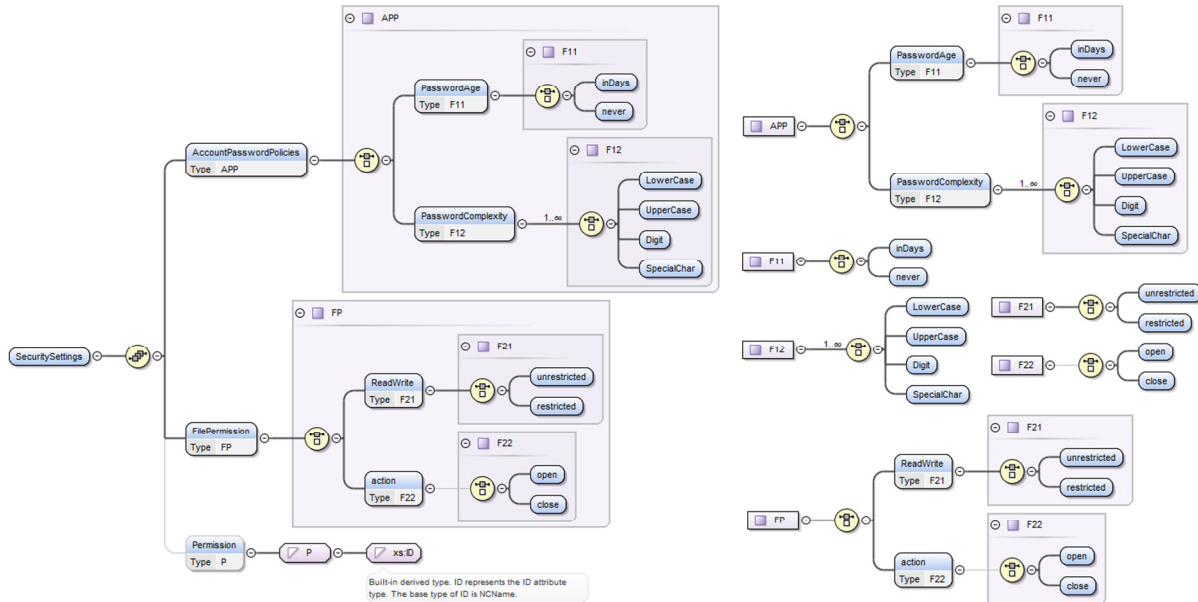 SecuritySettings
AccountPasswordPolicies
Type APP
APP
PasswordAge
Type F11
F11
inDays
never
PasswordComplexity
Type F12
1..∞
F12
LowerCase
UpperCase
Digit
SpecialChar
FilePermission
Type FP
FP
ReadWrite
Type F21
F21
unrestricted
restricted
action
Type F22
F22
open
close
Permission
Type P
P
xs:ID
Built-in derived type. ID represents the ID attribute
type. The base type of ID is NCName.
APP
PasswordAge
Type F11
F11
inDays
never
PasswordComplexity
Type F12
1..∞
F12
LowerCase
UpperCase
Digit
SpecialChar
F11
inDays
never
F12
1..∞
LowerCase
UpperCase
Digit
SpecialChar
F21
unrestricted
restricted
F22
open
close
FP
ReadWrite
Type F21
F21
unrestricted
restricted
action
Type F22
F22
open
close